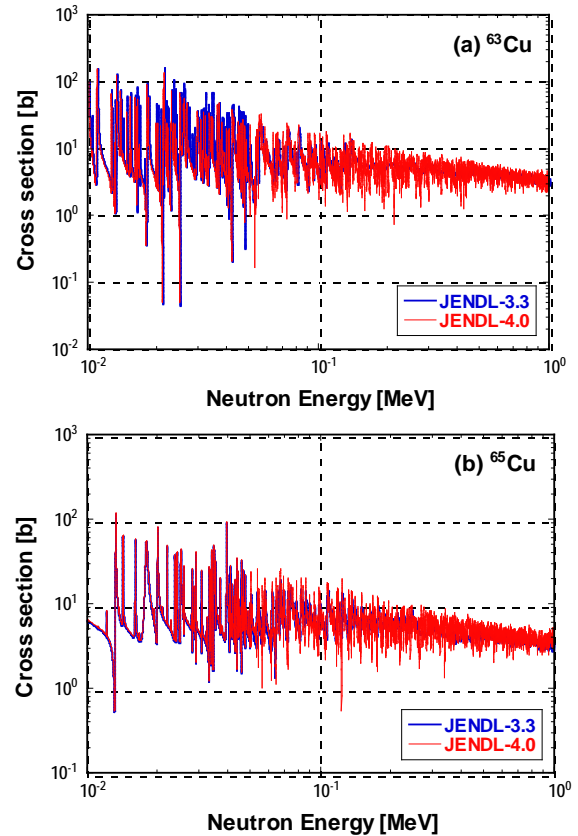 10³
(a) ⁶³Cu
10²
10¹
10⁰
10⁻¹
10⁻²
Cross section [b]
JENDL-3.3
JENDL-4.0
10⁻² 10⁻¹ 10⁰
Neutron Energy [MeV]
10³
(b) ⁶⁵Cu
10²
10¹
10⁰
10⁻¹
Cross section [b]
JENDL-3.3
JENDL-4.0
10⁻² 10⁻¹ 10⁰
Neutron Energy [MeV]